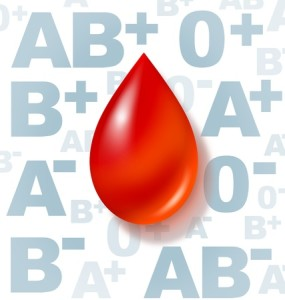 AB+ O+
B+ A+
A- O-
B+ A-
B- A+ AB- B-